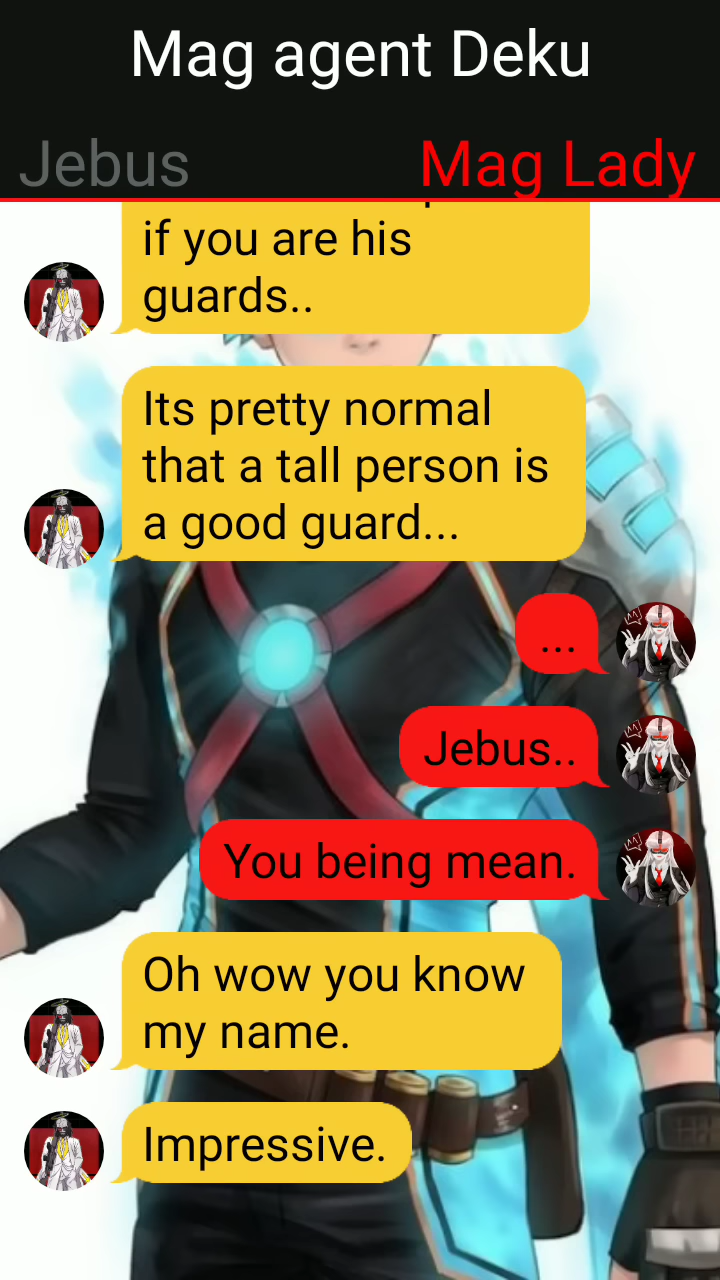 Mag agent Deku
Jebus
Mag Lady
if you are his
guards..
Its pretty normal
that a tall person is
a good guard...
...
Jebus..
You being mean.
Oh wow you know
my name.
Impressive.